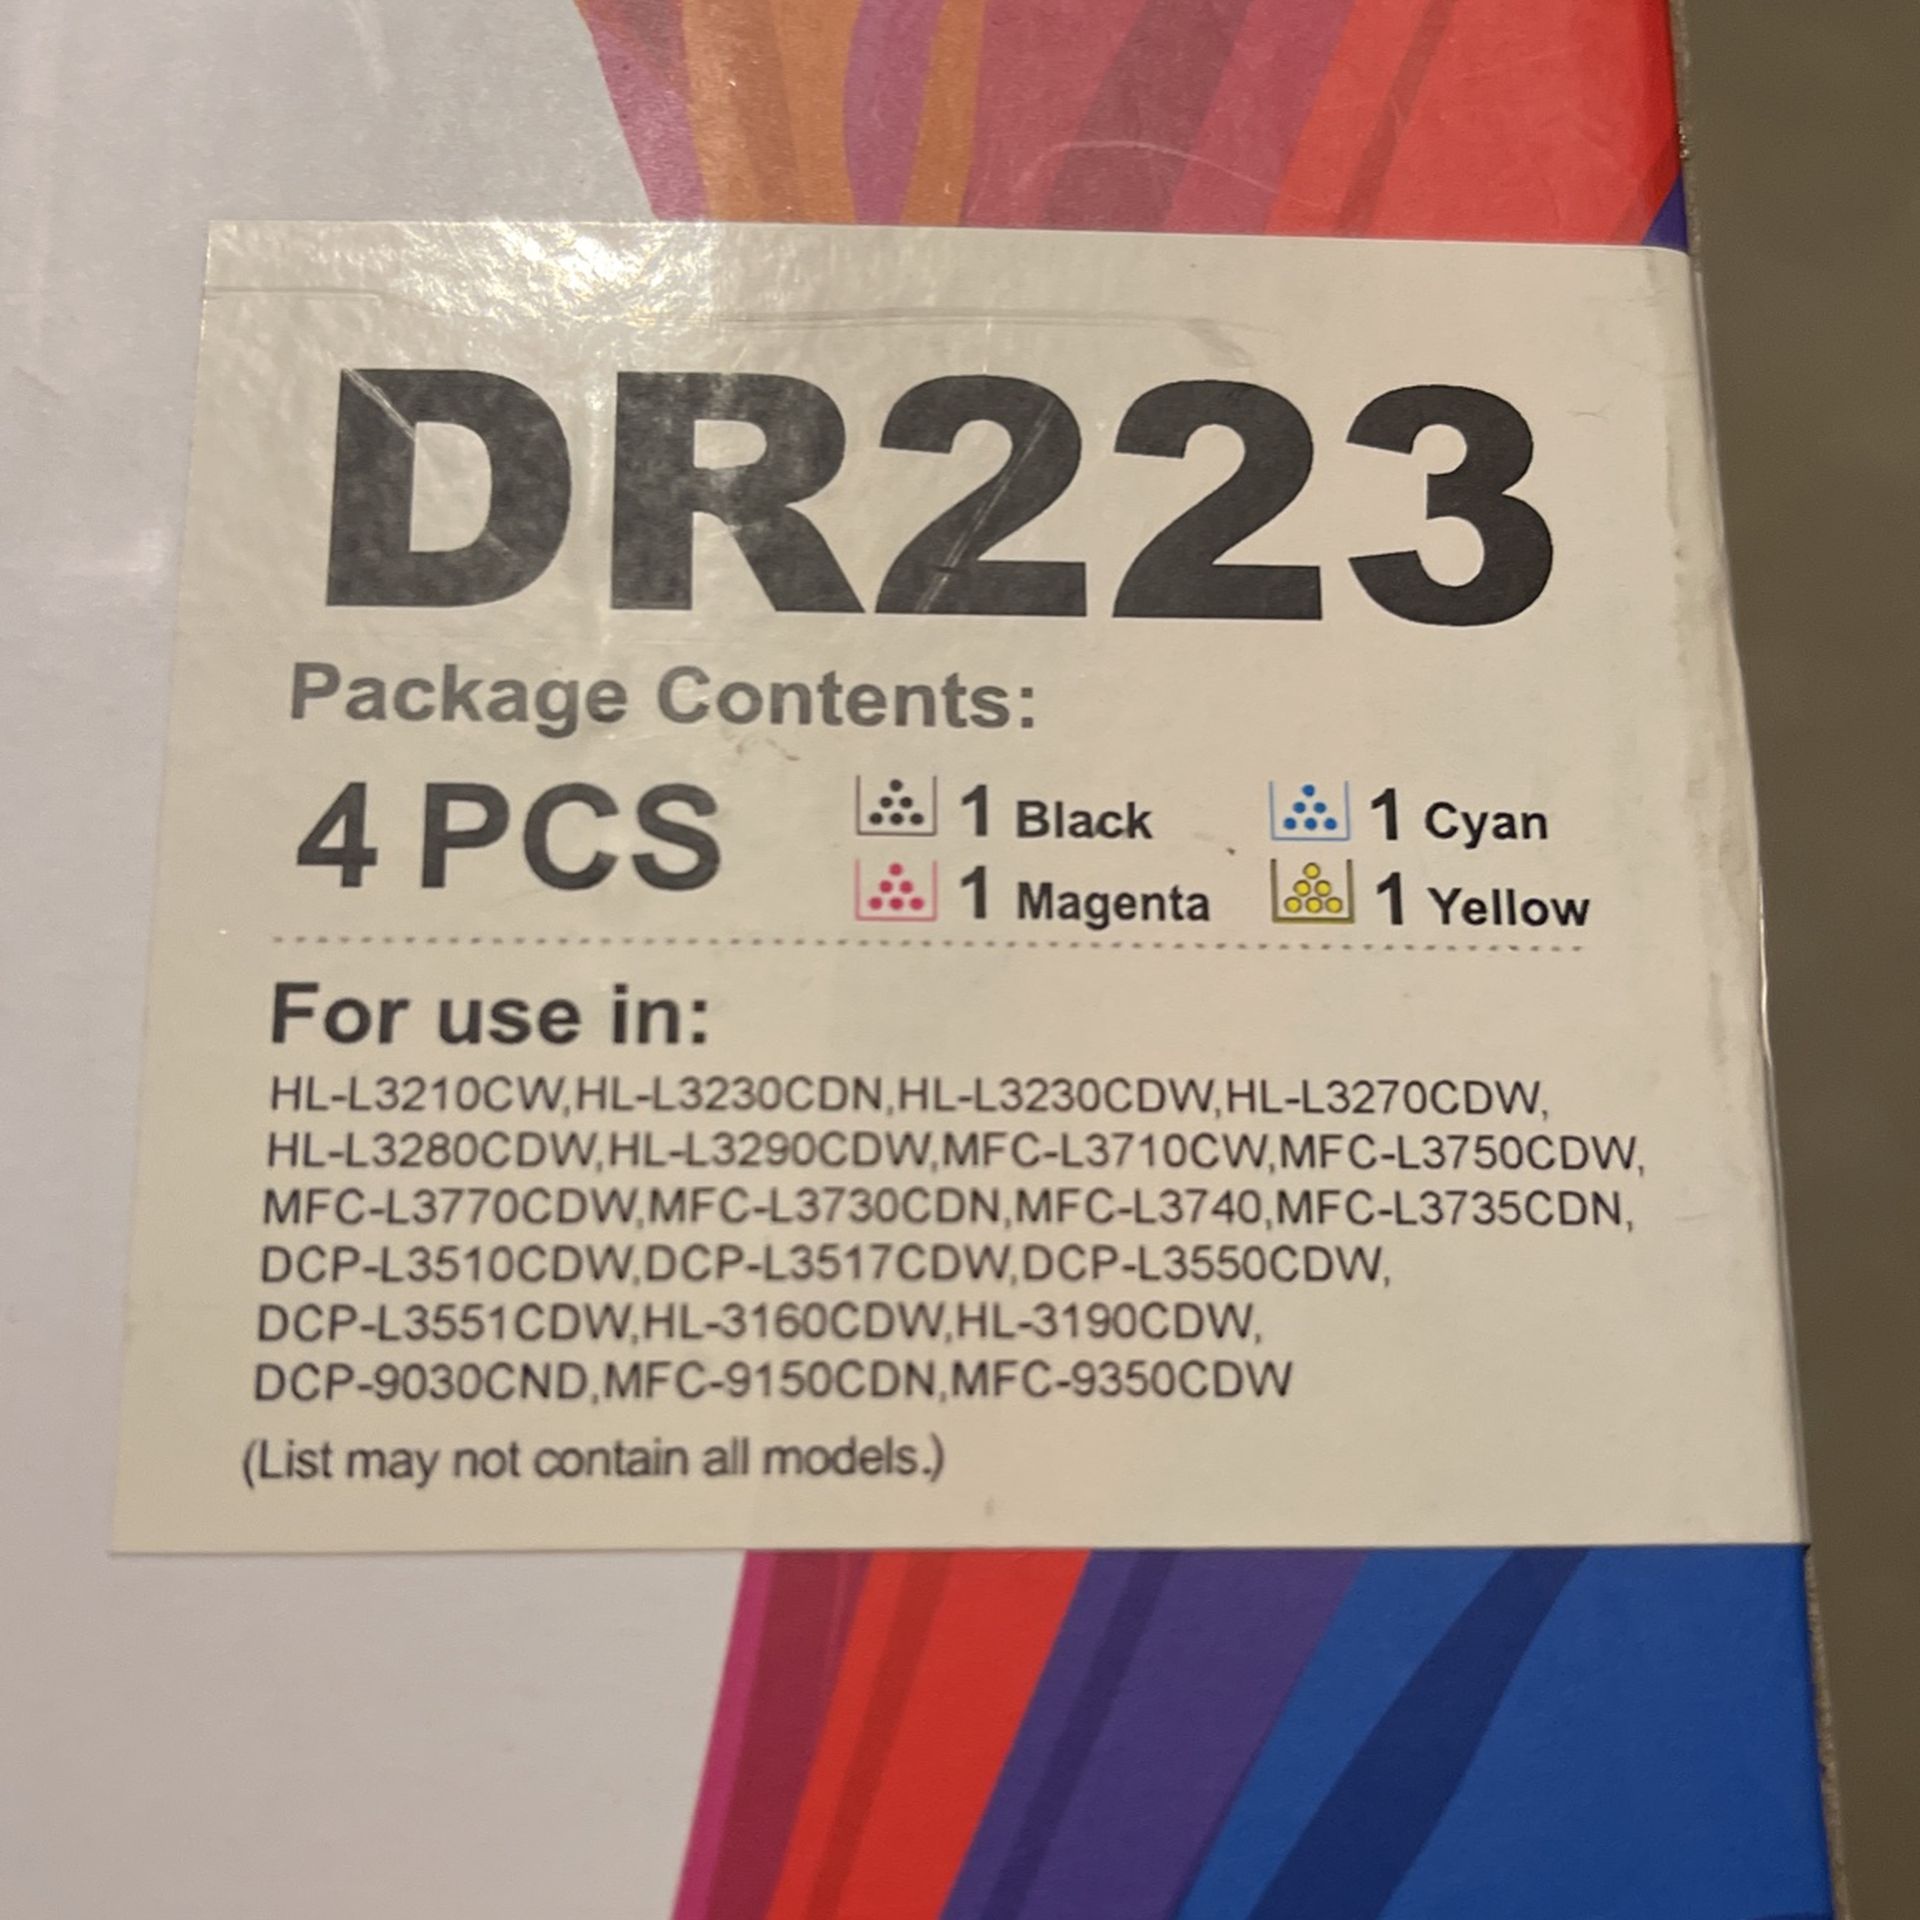 DR223
Package Contents:
4 PCS 1 Black 1 Cyan
1 Magenta 1 Yellow
For use in:
HL-L3210CW,HL-L3230CDN,HL-L3230CDW,HL-L3270CDW,
HL-L3280CDW,HL-L3290CDW,MFC-L3710CW,MFC-L3750CDW,
MFC-L3770CDW,MFC-L3730CDN,MFC-L3740,MFC-L3735CDN,
DCP-L3510CDW,DCP-L3517CDW,DCP-L3550CDW,
DCP-L3551CDW,HL-3160CDW,HL-3190CDW,
DCP-9030CND,MFC-9150CDN,MFC-9350CDW
(List may not contain all models.)